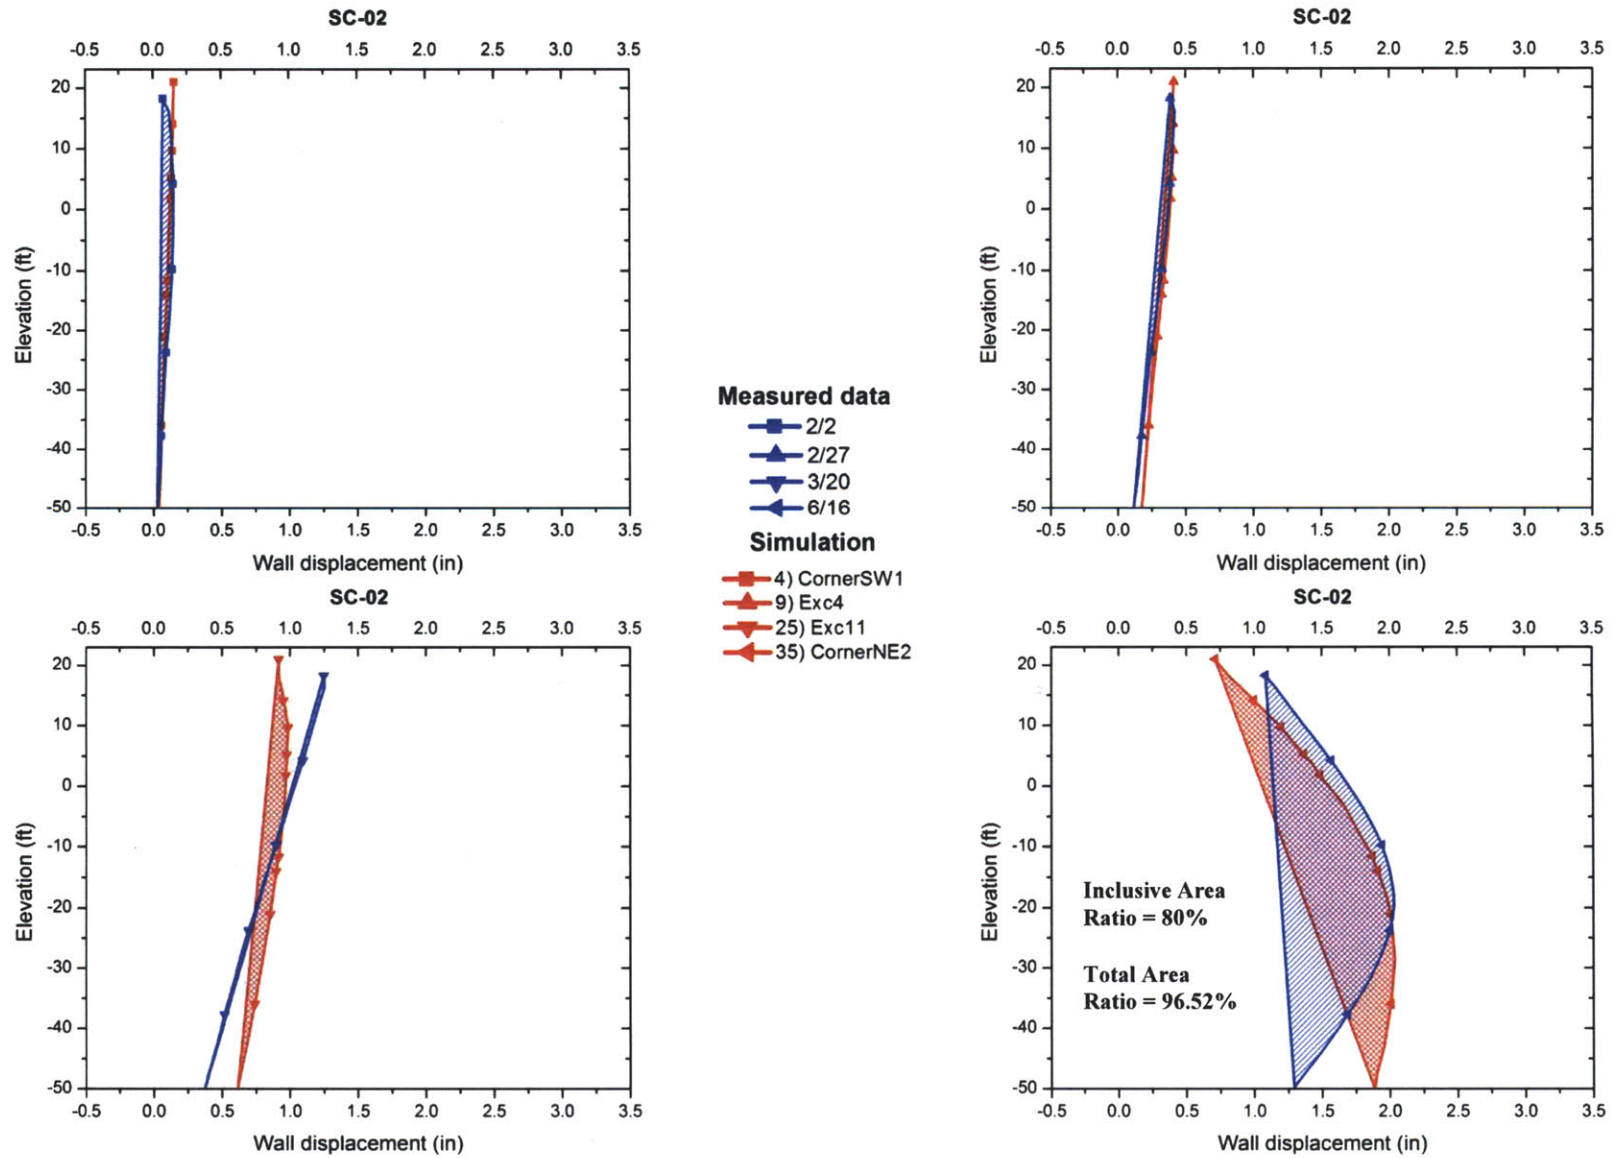 SC-02
-0.5 0.0 0.5 1.0 1.5 2.0 2.5 3.0 3.5
20
10
0
-10
-20
-30
-40
-50
Elevation (ft)
-0.5 0.0 0.5 1.0 1.5 2.0 2.5 3.0 3.5
Wall displacement (in)
SC-02
-0.5 0.0 0.5 1.0 1.5 2.0 2.5 3.0 3.5
20
10
0
-10
-20
-30
-40
-50
Elevation (ft)
-0.5 0.0 0.5 1.0 1.5 2.0 2.5 3.0 3.5
Wall displacement (in)
Measured data
2/2
2/27
3/20
6/16
Simulation
4) CornerSW1
9) Exc4
25) Exc11
35) CornerNE2
SC-02
-0.5 0.0 0.5 1.0 1.5 2.0 2.5 3.0 3.5
20
10
0
-10
-20
-30
-40
-50
Elevation (ft)
-0.5 0.0 0.5 1.0 1.5 2.0 2.5 3.0 3.5
Wall displacement (in)
SC-02
-0.5 0.0 0.5 1.0 1.5 2.0 2.5 3.0 3.5
20
10
0
-10
-20
-30
-40
-50
Elevation (ft)
Inclusive Area
Ratio = 80%
Total Area
Ratio = 96.52%
-0.5 0.0 0.5 1.0 1.5 2.0 2.5 3.0 3.5
Wall displacement (in)